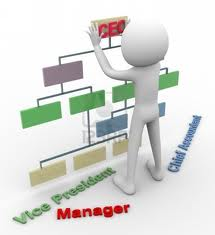 CEO
Vice President
Manager
Chief Accountant